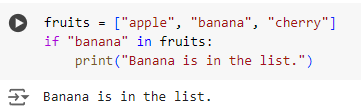 fruits = ["apple", "banana", "cherry"]
if "banana" in fruits:
    print("Banana is in the list.")
Banana is in the list.